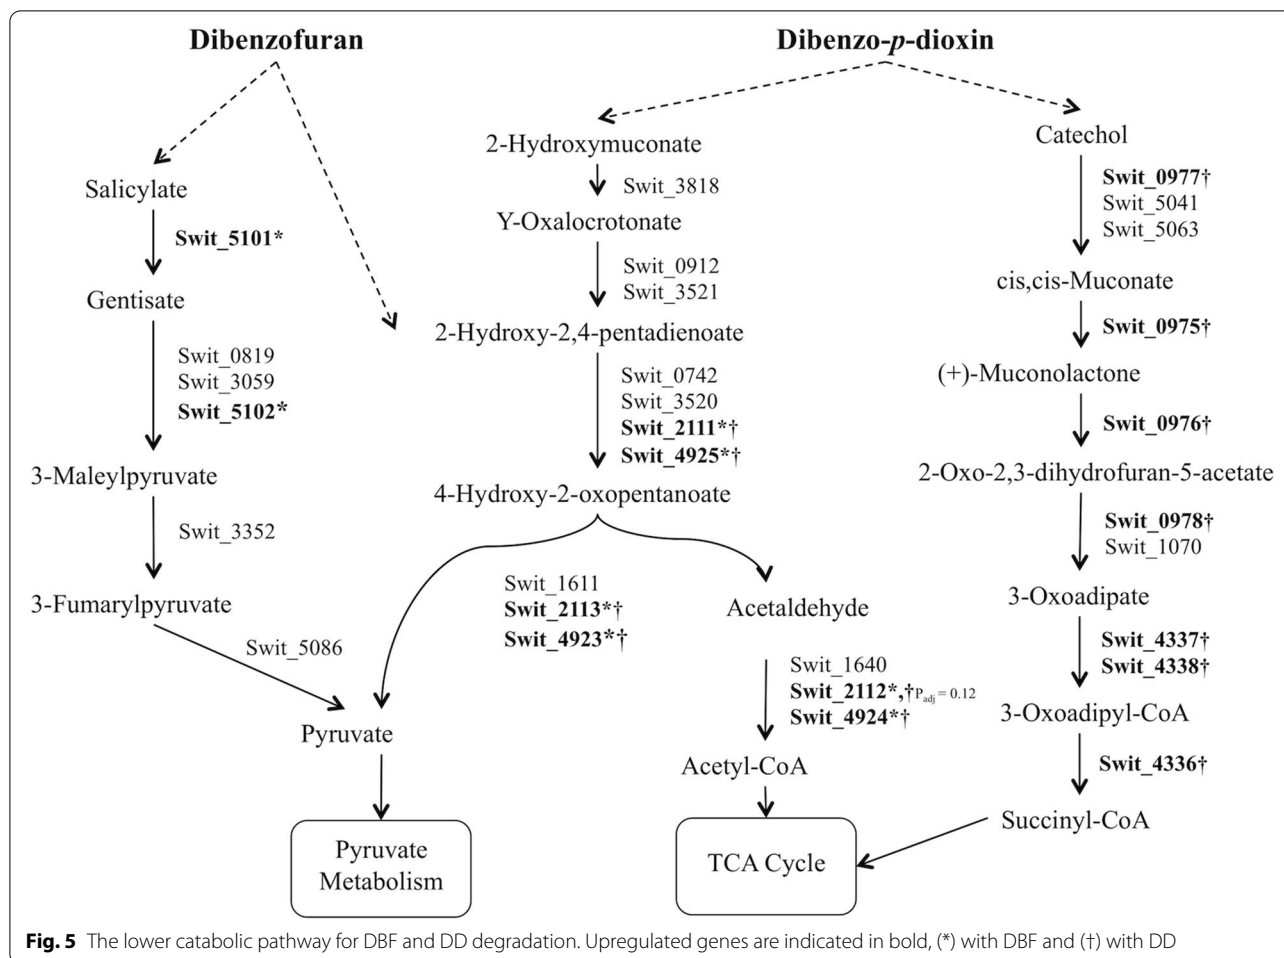 Dibenzofuran
Dibenzo-p-dioxin
Salicylate
Swit_5101*
Gentisate
Swit_0819
Swit_3059
Swit_5102*
3-Maleylpyruvate
Swit_3352
3-Fumarylpyruvate
Swit_5086
Pyruvate
Pyruvate
Metabolism
2-Hydroxymuconate
Swit_3818
Y-Oxalocrotonate
Swit_0912
Swit_3521
2-Hydroxy-2,4-pentadienoate
Swit_0742
Swit_3520
Swit_2111*†
Swit_4925*†
4-Hydroxy-2-oxopentanoate
Swit_1611
Swit_2113*†
Swit_4923*†
Acetaldehyde
Swit_1640
Swit_2112*,†Padj = 0.12
Swit_4924*†
Acetyl-CoA
TCA Cycle
Catechol
Swit_0977†
Swit_5041
Swit_5063
cis,cis-Muconate
Swit_0975†
(+)-Muconolactone
Swit_0976†
2-Oxo-2,3-dihydrofuran-5-acetate
Swit_0978†
Swit_1070
3-Oxoadipate
Swit_4337†
Swit_4338†
3-Oxoadipyl-CoA
Swit_4336†
Succinyl-CoA
Fig. 5 The lower catabolic pathway for DBF and DD degradation. Upregulated genes are indicated in bold, (*) with DBF and (†) with DD